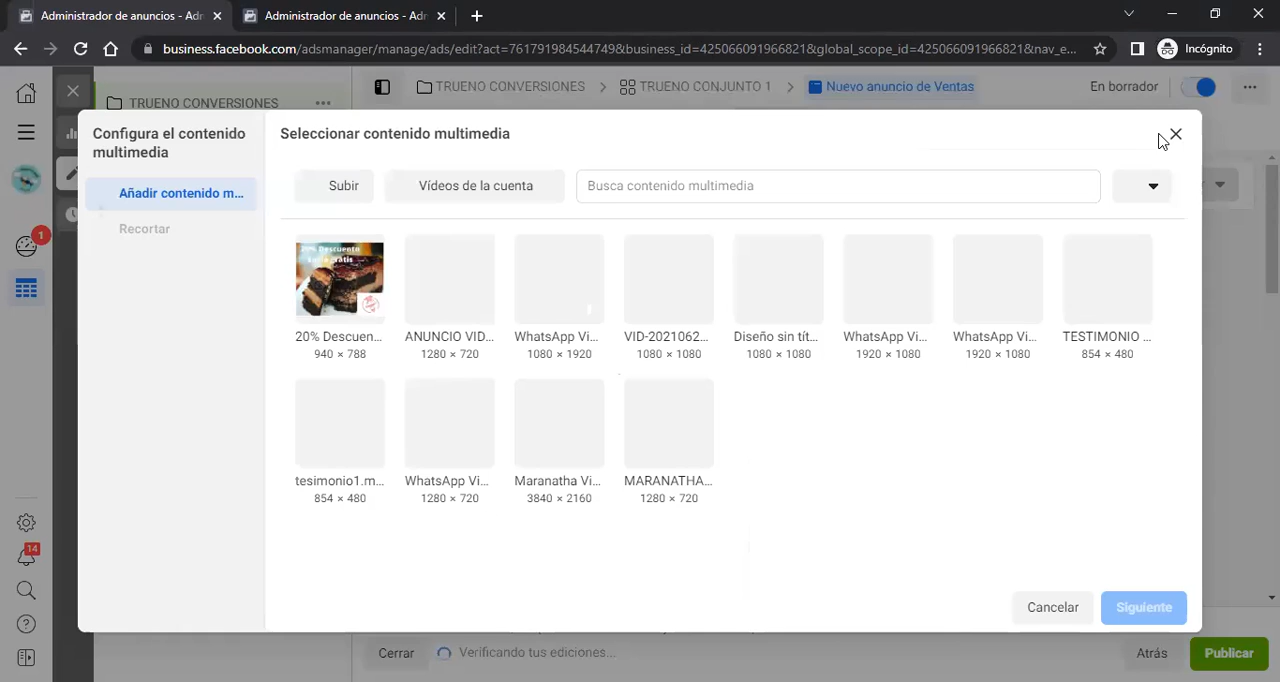 Administrador de anuncios - Adr
Administrador de anuncios - Adr
business.facebook.com/adsmanager/manage/ads/edit?act=761791984544749&business_id=425066091966821&global_scope_id=425066091966821&nav_e...
Incógnito
TRUENO CONVERSIONES
TRUENO CONVERSIONES
TRUENO CONJUNTO 1
Nuevo anuncio de Ventas
En borrador
Configura el contenido
multimedia
Añadir contenido m...
Recortar
Seleccionar contenido multimedia
Subir
Vídeos de la cuenta
Busca contenido multimedia
20% Descuento
20% Descuen...
940 × 788
ANUNCIO VID...
1280 × 720
WhatsApp Vi...
1080 × 1920
VID-2021062...
1080 × 1080
Diseño sin tít...
1080 × 1080
WhatsApp Vi...
1920 × 1080
WhatsApp Vi...
1920 × 1080
TESTIMONIO ...
854 × 480
tesimonio1.m...
854 × 480
WhatsApp Vi...
1280 × 720
Maranatha Vi...
3840 × 2160
MARANATHA...
1280 × 720
1
14
Cancelar
Siguiente
Cerrar
Verificando tus ediciones...
Atrás
Publicar